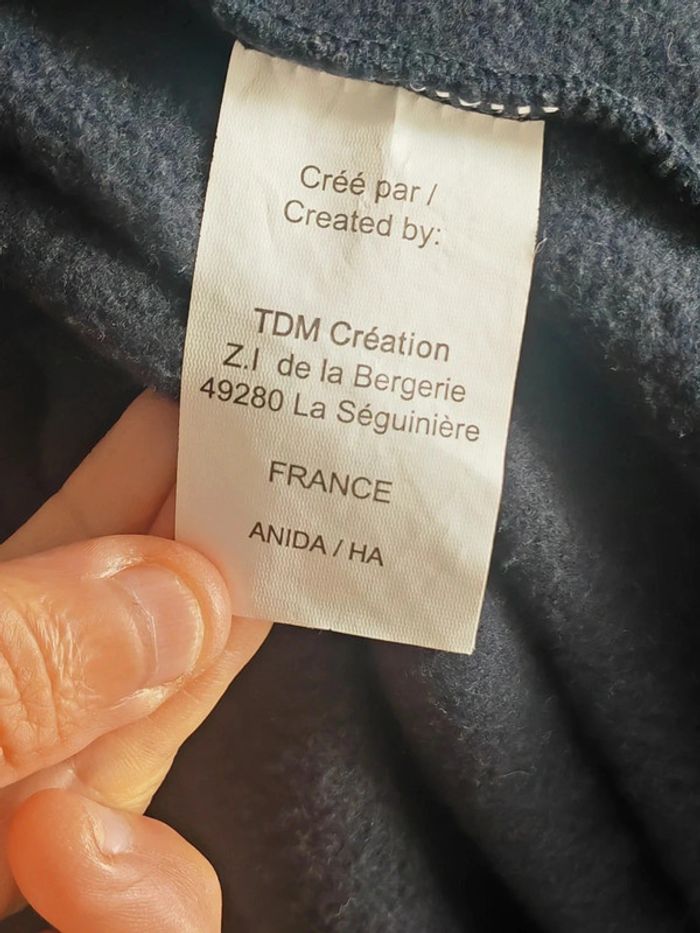 Créé par /
Created by:
TDM Création
Z.I de la Bergerie
49280 La Séguinière
FRANCE
ANIDA / HA